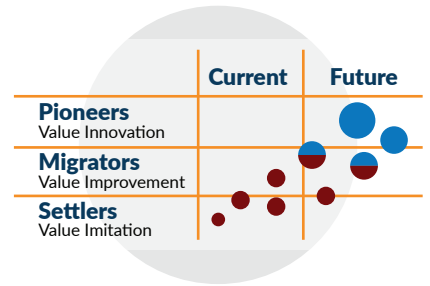 Current Future
Pioneers
Value Innovation
Migrators
Value Improvement
Settlers
Value Imitation